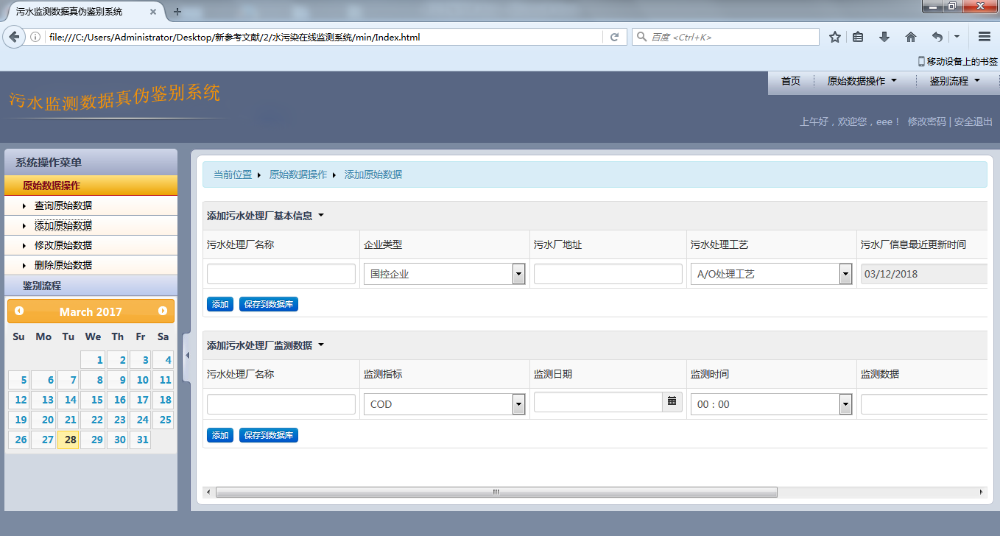 污水监测数据真伪鉴别系统
file:///C:/Users/Administrator/Desktop/新参考文献/2/水污染在线监测系统/min/Index.html
百度 <Ctrl+K>
移动设备上的书签
污水监测数据真伪鉴别系统
首页 原始数据操作 鉴别流程
上午好，欢迎您，eee！ 修改密码 | 安全退出
系统操作菜单
原始数据操作
查询原始数据
添加原始数据
修改原始数据
删除原始数据
鉴别流程
March 2017
Su Mo Tu We Th Fr Sa
1 2 3 4
5 6 7 8 9 10 11
12 13 14 15 16 17 18
19 20 21 22 23 24 25
26 27 28 29 30 31
当前位置 原始数据操作 添加原始数据
添加污水处理厂基本信息
污水处理厂名称 企业类型 污水厂地址 污水处理工艺 污水厂信息最近更新时间
国控企业 A/O处理工艺 03/12/2018
添加 保存到数据库
添加污水处理厂监测数据
污水处理厂名称 监测指标 监测日期 监测时间 监测数据
COD 00：00
添加 保存到数据库